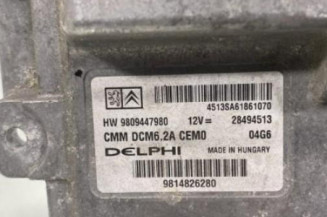 4513SA61861070
HW 9809447980 12V= 28494513
CMM DCM6.2A CEM0 04G6
DELPHI MADE IN HUNGARY
9814826280